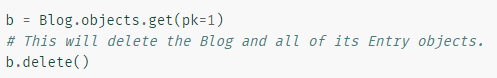 b = Blog.objects.get(pk=1)
# This will delete the Blog and all of its Entry objects.
b.delete()